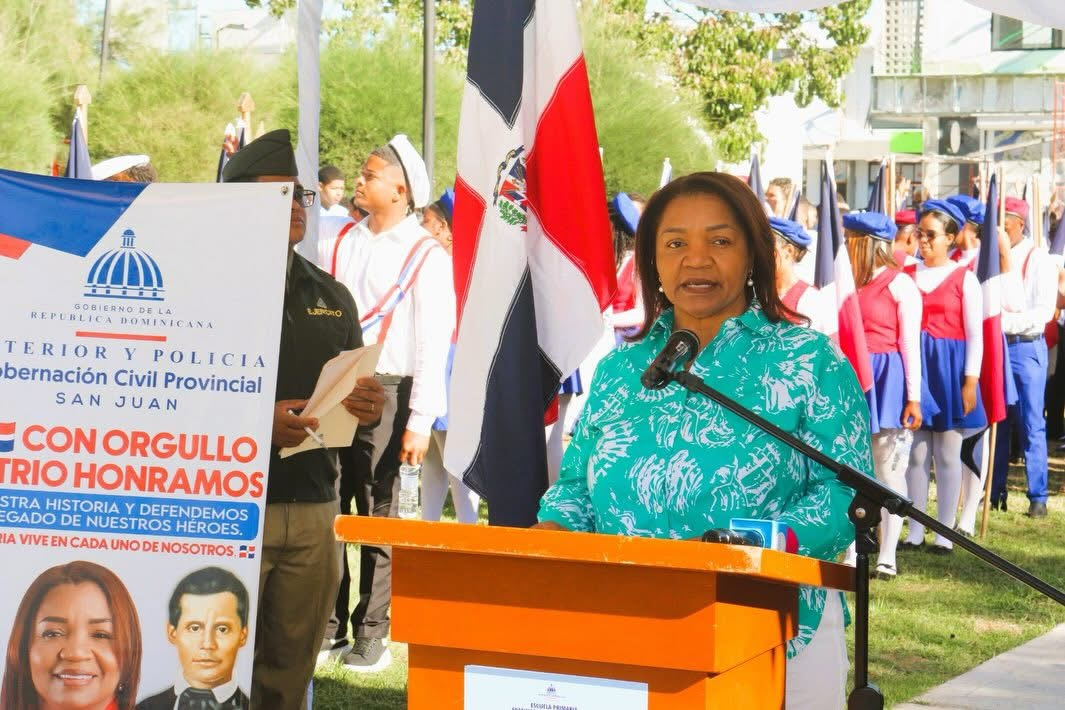 GOBIERNO DE LA
REPÚBLICA DOMINICANA
TERIOR Y POLICIA
obernación Civil Provincial
SAN JUAN
CON ORGULLO
TRIO HONRAMOS
STRA HISTORIA Y DEFENDEMOS
EGADO DE NUESTROS HÉROES.
RIA VIVE EN CADA UNO DE NOSOTROS,
EJERCITO
ESCUELA PRIMARIA